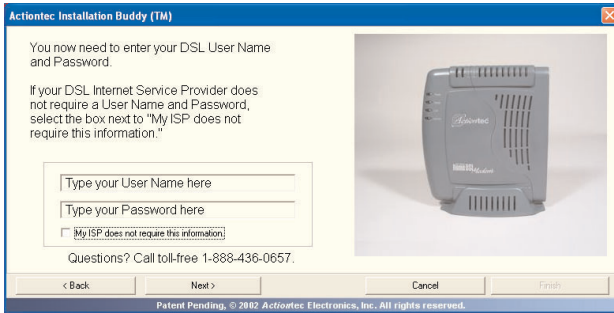 Actiontec Installation Buddy (TM)
You now need to enter your DSL User Name
and Password.
If your DSL Internet Service Provider does
not require a User Name and Password,
select the box next to "My ISP does not
require this information."
Type your User Name here
Type your Password here
My ISP does not require this information.
Questions? Call toll-free 1-888-436-0657.
Actiontec
Modem
< Back
Next >
Cancel
Finish
Patent Pending, © 2002 Actiontec Electronics, Inc. All rights reserved.